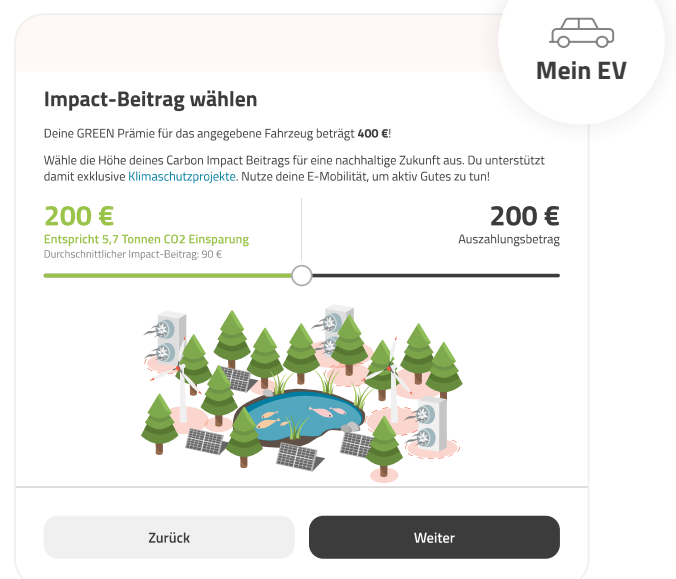 Mein EV
Impact-Beitrag wählen
Deine GREEN Prämie für das angegebene Fahrzeug beträgt 400 €!
Wähle die Höhe deines Carbon Impact Beitrags für eine nachhaltige Zukunft aus. Du unterstützt
damit exklusive Klimaschutzprojekte. Nutze deine E-Mobilität, um aktiv Gutes zu tun!
200 €
Entspricht 5,7 Tonnen CO2 Einsparung
Durchschnittlicher Impact-Beitrag: 90 €
200 €
Auszahlungsbetrag
Zurück
Weiter